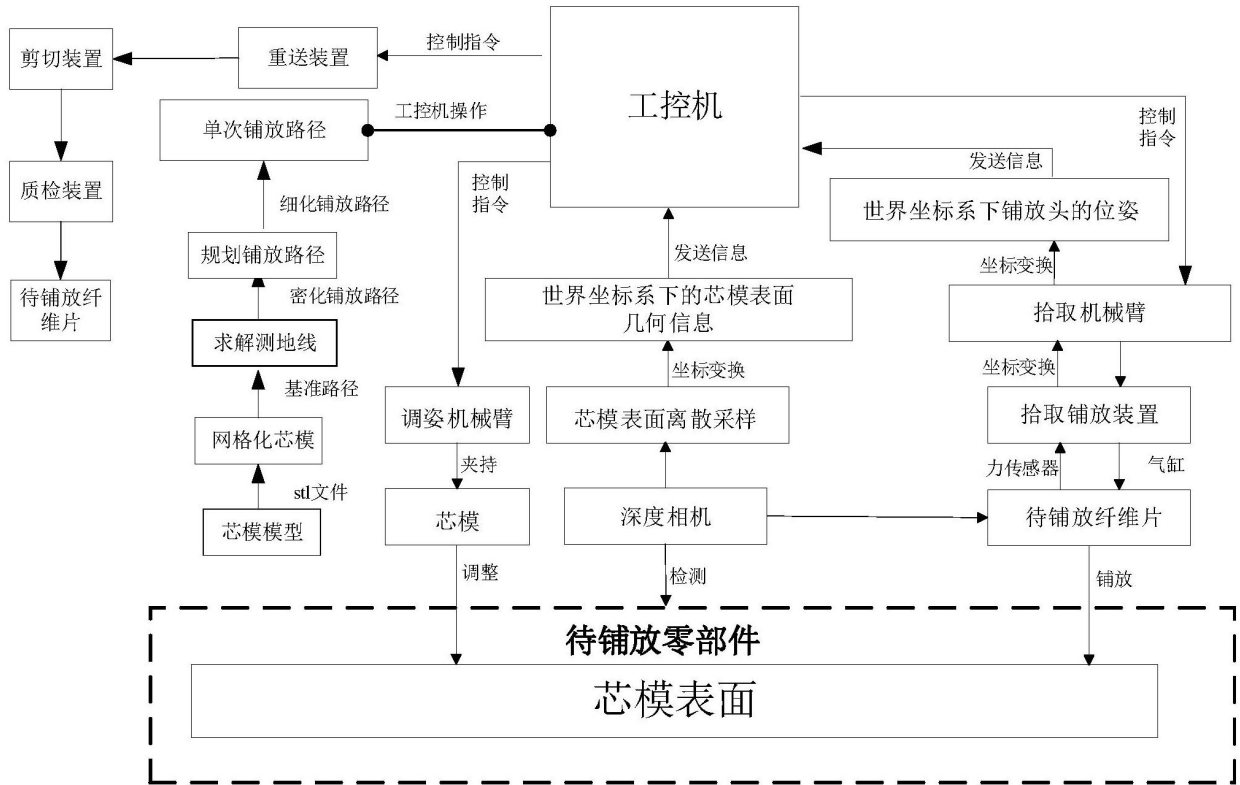 剪切装置
重送装置
控制指令
工控机
单次铺放路径
工控机操作
控制
指令
质检装置
细化铺放路径
控制
指令
发送信息
世界坐标系下铺放头的位姿
规划铺放路径
发送信息
坐标变换
待铺放纤
维片
密化铺放路径
世界坐标系下的芯模表面
几何信息
拾取机械臂
求解测地线
坐标变换
坐标变换
基准路径
调姿机械臂
芯模表面离散采样
拾取铺放装置
网格化芯模
夹持
力传感器
气缸
stl文件
芯模模型
芯模
深度相机
待铺放纤维片
调整
检测
铺放
待铺放零部件
芯模表面